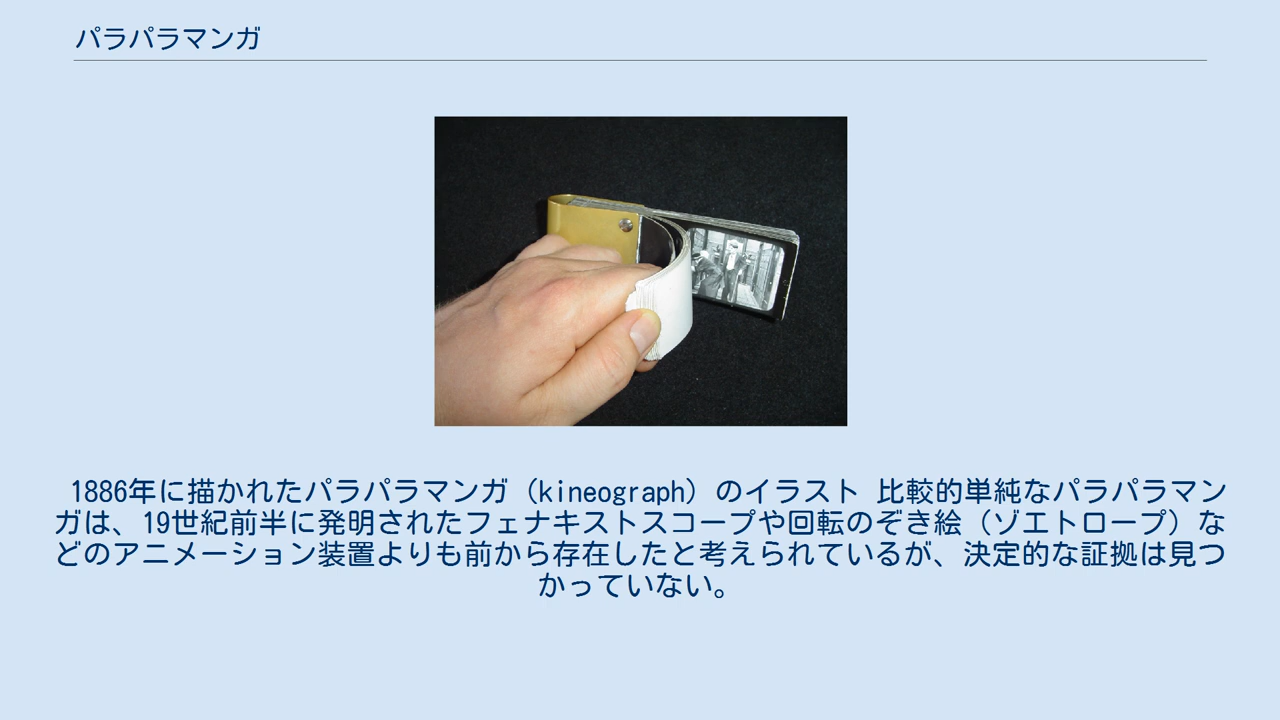 パラパラマンガ
1886年に描かれたパラパラマンガ（kineograph）のイラスト 比較的単純なパラパラマン
ガは、19世紀前半に発明されたフェナキストスコープや回転のぞき絵（ゾエトロープ）な
どのアニメーション装置よりも前から存在したと考えられているが、決定的な証拠は見つ
かっていない。